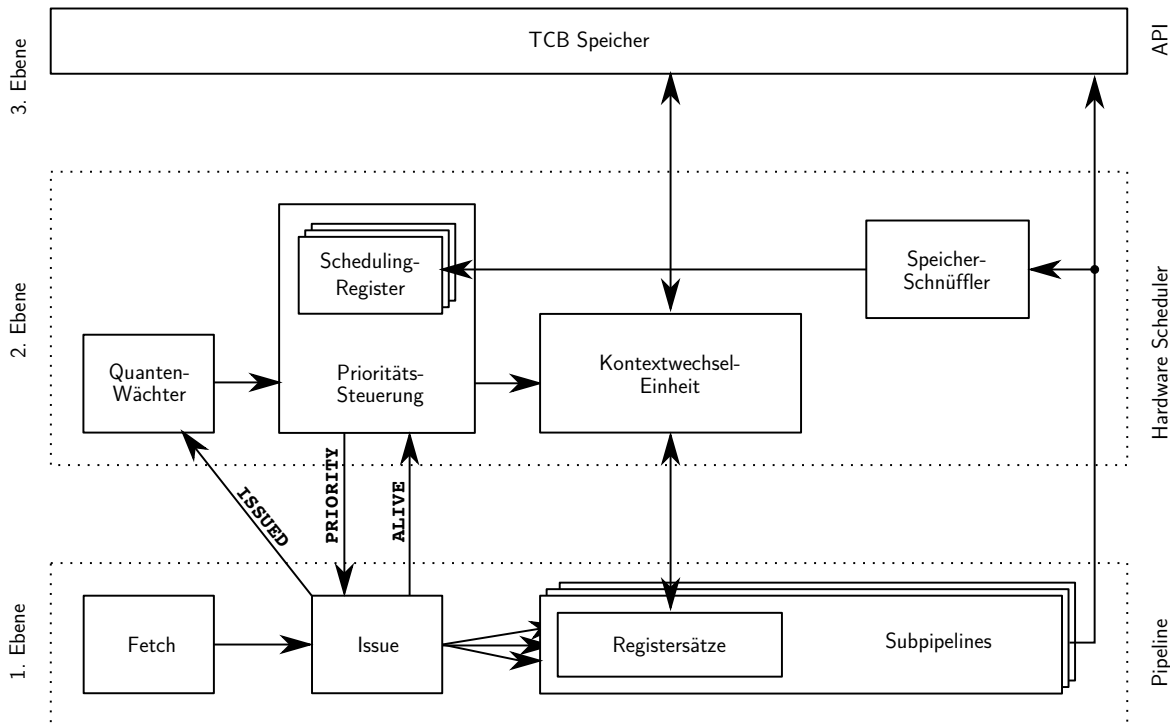 3. Ebene
TCB Speicher
API
2. Ebene
Scheduling-
Register
Speicher-
Schnüffler
Quanten-
Wächter
Prioritäts-
Steuerung
Kontextwechsel-
Einheit
Hardware Scheduler
ISSUED
PRIORITY
ALIVE
1. Ebene
Fetch
Issue
Registersätze
Subpipelines
Pipeline